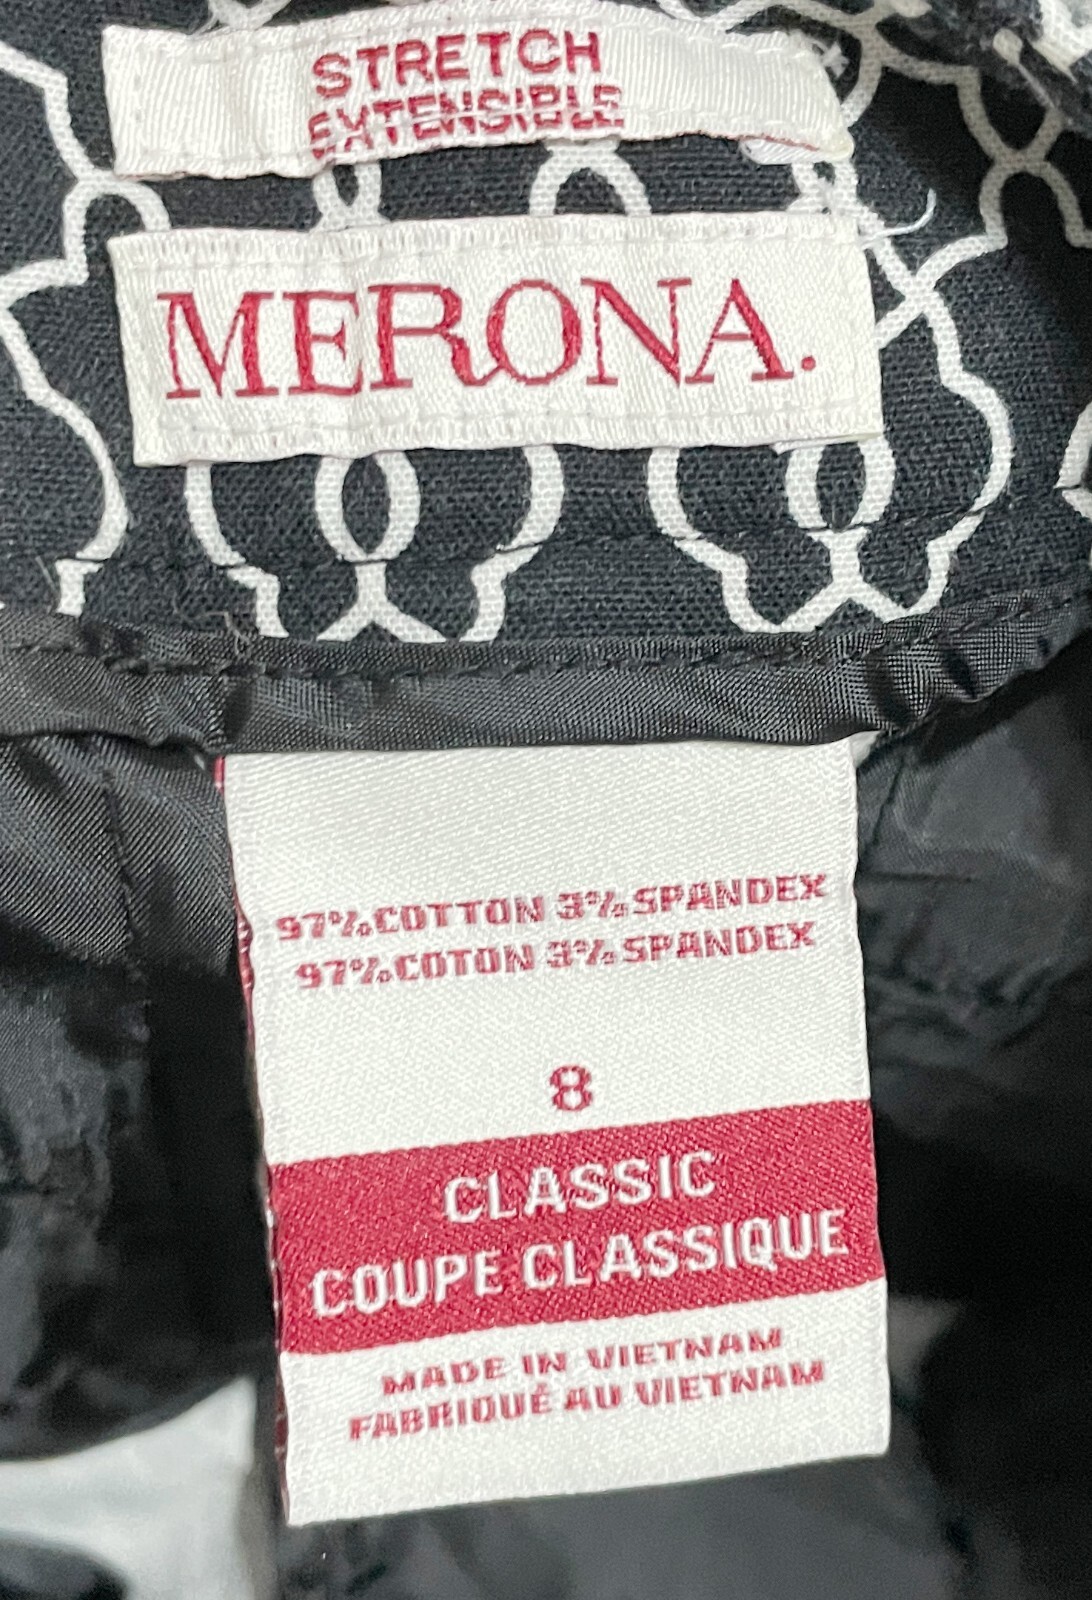 STRETCH
EXTENSIBLE
MERONA.
97% COTTON 3% SPANDEX
97% COTON 3% SPANDEX
8
CLASSIC
COUPE CLASSIQUE
MADE IN VIETNAM
FABRIQUÉ AU VIETNAM